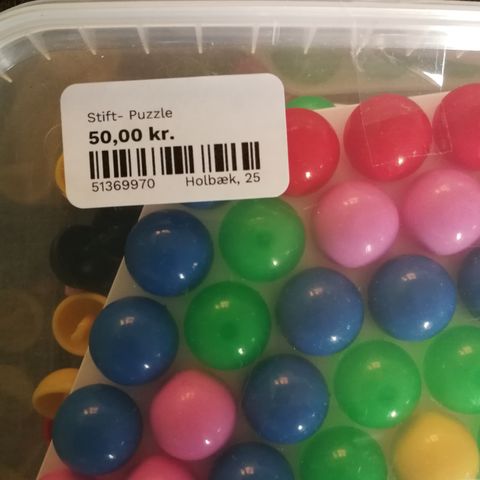 Stift- Puzzle
50,00 kr.
51369970 Holbæk, 25